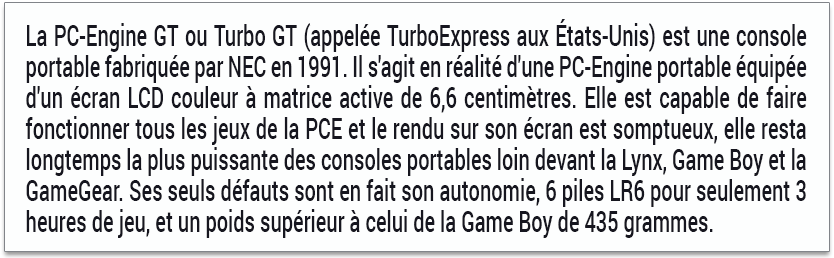 La PC-Engine GT ou Turbo GT (appelée TurboExpress aux États-Unis) est une console
portable fabriquée par NEC en 1991. Il s'agit en réalité d'une PC-Engine portable équipée
d'un écran LCD couleur à matrice active de 6,6 centimètres. Elle est capable de faire
fonctionner tous les jeux de la PCE et le rendu sur son écran est somptueux, elle resta
longtemps la plus puissante des consoles portables loin devant la Lynx, Game Boy et la
GameGear. Ses seuls défauts sont en fait son autonomie, 6 piles LR6 pour seulement 3
heures de jeu, et un poids supérieur à celui de la Game Boy de 435 grammes.